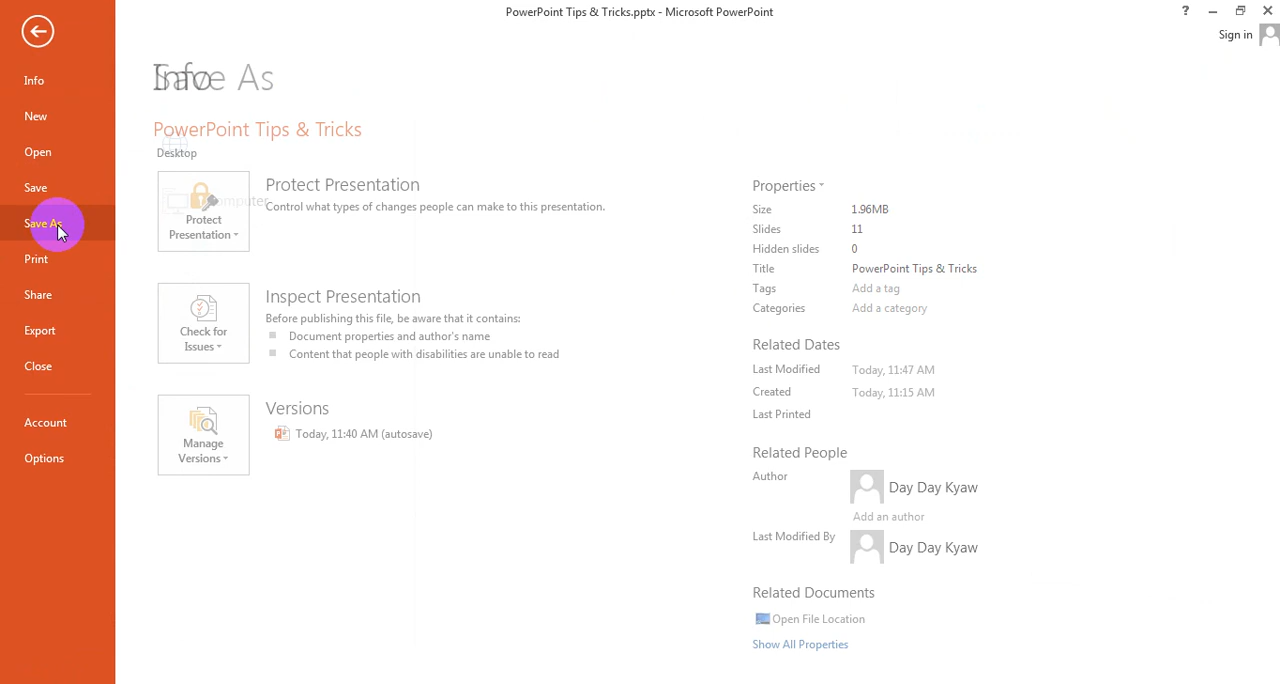 PowerPoint Tips & Tricks.pptx - Microsoft PowerPoint
?
Sign in
Info
New
Open
Save
Save As
Print
Share
Export
Close
Account
Options
Info
Save As
PowerPoint Tips & Tricks
Desktop
Computer
Protect Presentation
Protect Presentation
Control what types of changes people can make to this presentation.
Check for Issues
Inspect Presentation
Before publishing this file, be aware that it contains:
Document properties and author's name
Content that people with disabilities are unable to read
Manage Versions
Versions
Today, 11:40 AM (autosave)
Properties
Size 1.96MB
Slides 11
Hidden slides 0
Title PowerPoint Tips & Tricks
Tags Add a tag
Categories Add a category
Related Dates
Last Modified Today, 11:47 AM
Created Today, 11:15 AM
Last Printed
Related People
Author Day Day Kyaw
Add an author
Last Modified By Day Day Kyaw
Related Documents
Open File Location
Show All Properties